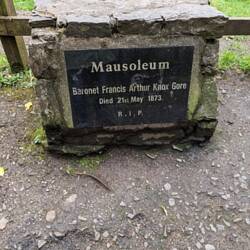 Mausoleum
Baronet Francis Arthur Knox Gore
Died 21st May 1873
R.I.P.